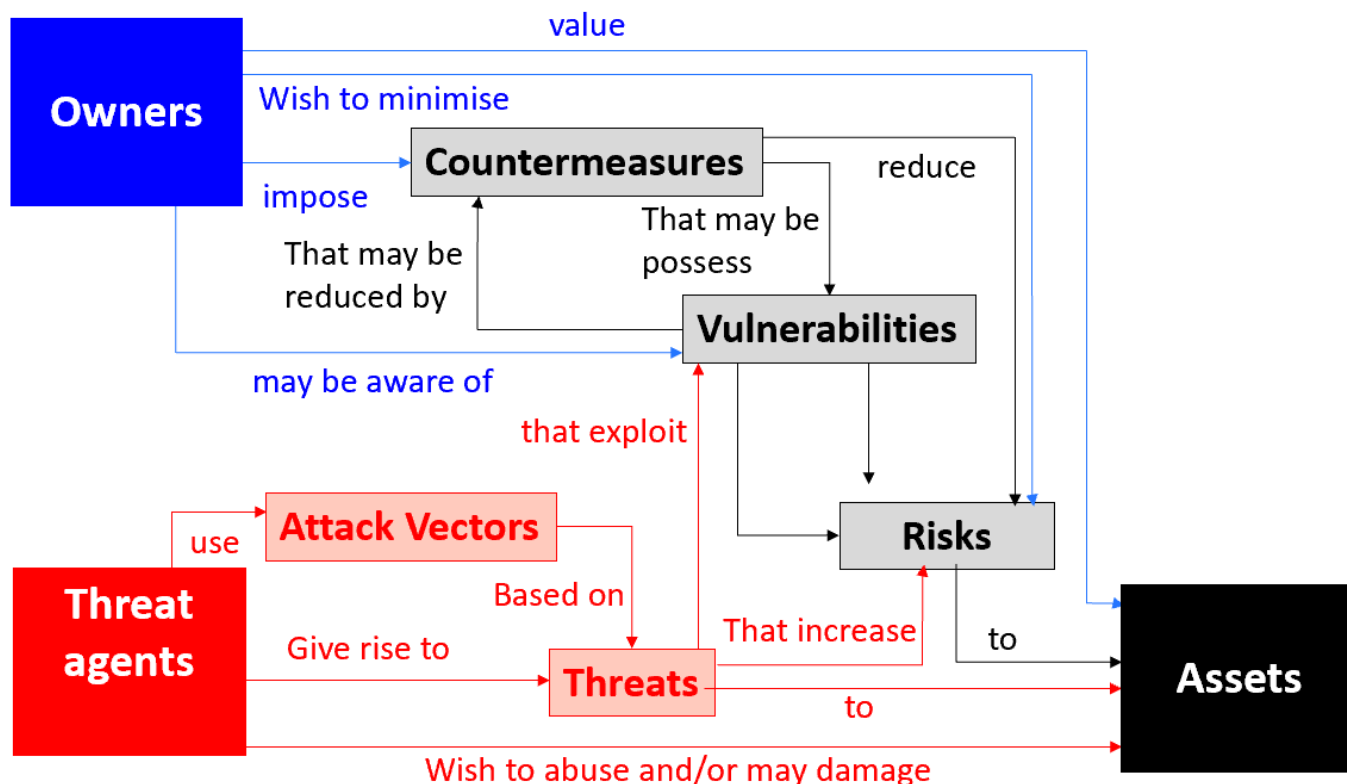 value
Owners
Wish to minimise
Countermeasures
reduce
impose
That may be
possess
That may be
reduced by
Vulnerabilities
may be aware of
that exploit
Attack Vectors
use
Risks
Based on
Threat
agents
Give rise to
That increase
to
Threats
Assets
to
Wish to abuse and/or may damage